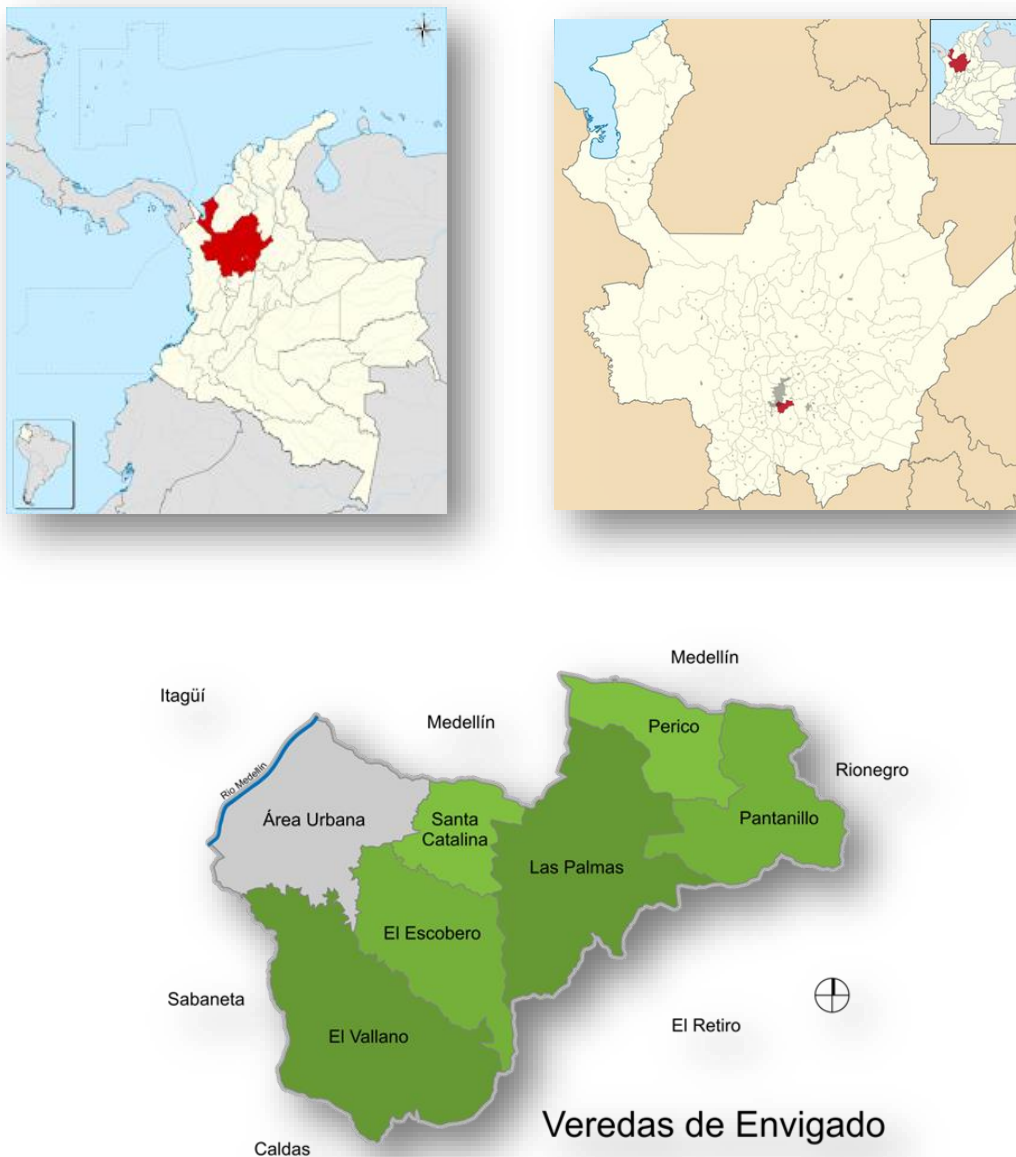 Medellín
Itagüí
Medellín
Perico
Rionegro
Río Medellín
Área Urbana
Santa
Catalina
Pantanillo
Las Palmas
El Escobero
Sabaneta
El Retiro
El Vallano
Veredas de Envigado
Caldas